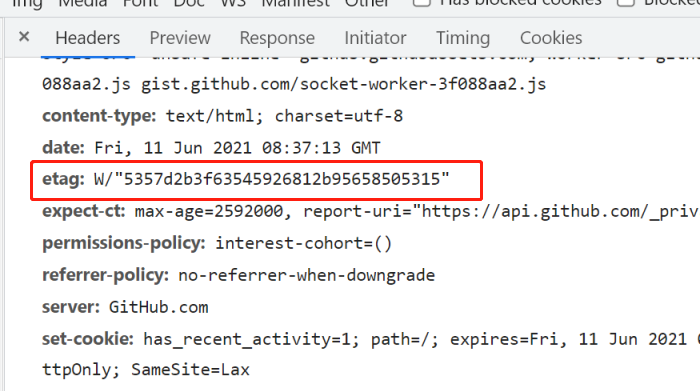 Img Media Font Doc WS Manifest Other Has blocked cookies Blocked
Headers Preview Response Initiator Timing Cookies
088aa2.js gist.github.com/socket-worker-3f088aa2.js
content-type: text/html; charset=utf-8
date: Fri, 11 Jun 2021 08:37:13 GMT
etag: W/"5357d2b3f63545926812b95658505315"
expect-ct: max-age=2592000, report-uri="https://api.github.com/_priv
permissions-policy: interest-cohort=()
referrer-policy: no-referrer-when-downgrade
server: GitHub.com
set-cookie: has_recent_activity=1; path=/; expires=Fri, 11 Jun 2021
ttpOnly; SameSite=Lax